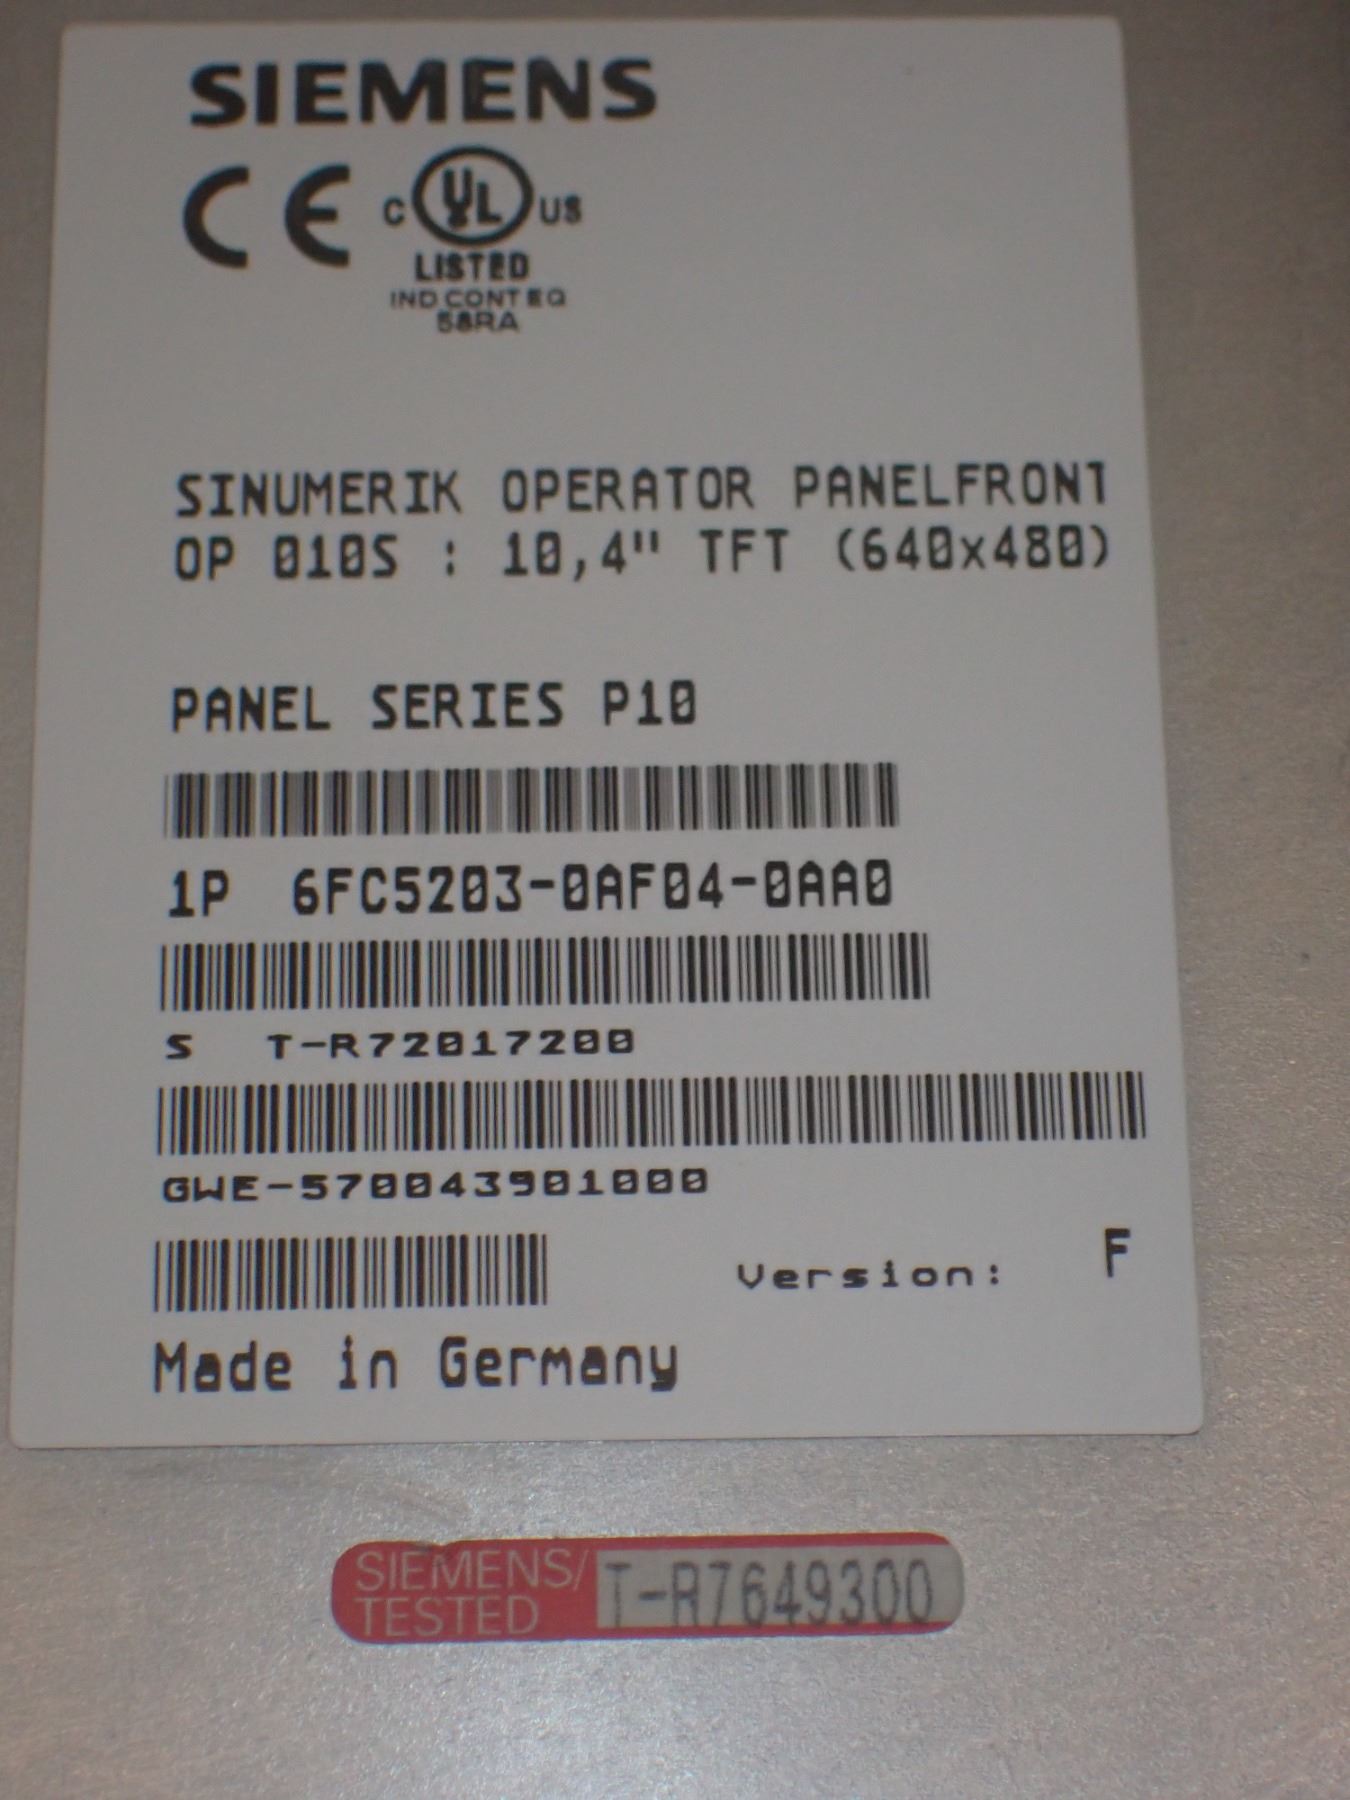 SIEMENS
CE C UL US
LISTED
IND CONT EQ
58RA
SINUMERIK OPERATOR PANELFRONT
OP 010S : 10,4" TFT (640x480)
PANEL SERIES P10
1P 6FC5203-0AF04-0AA0
S T-R72017200
GWE-570043901000
Version: F
Made in Germany
SIEMENS/ T-R7649300
TESTED